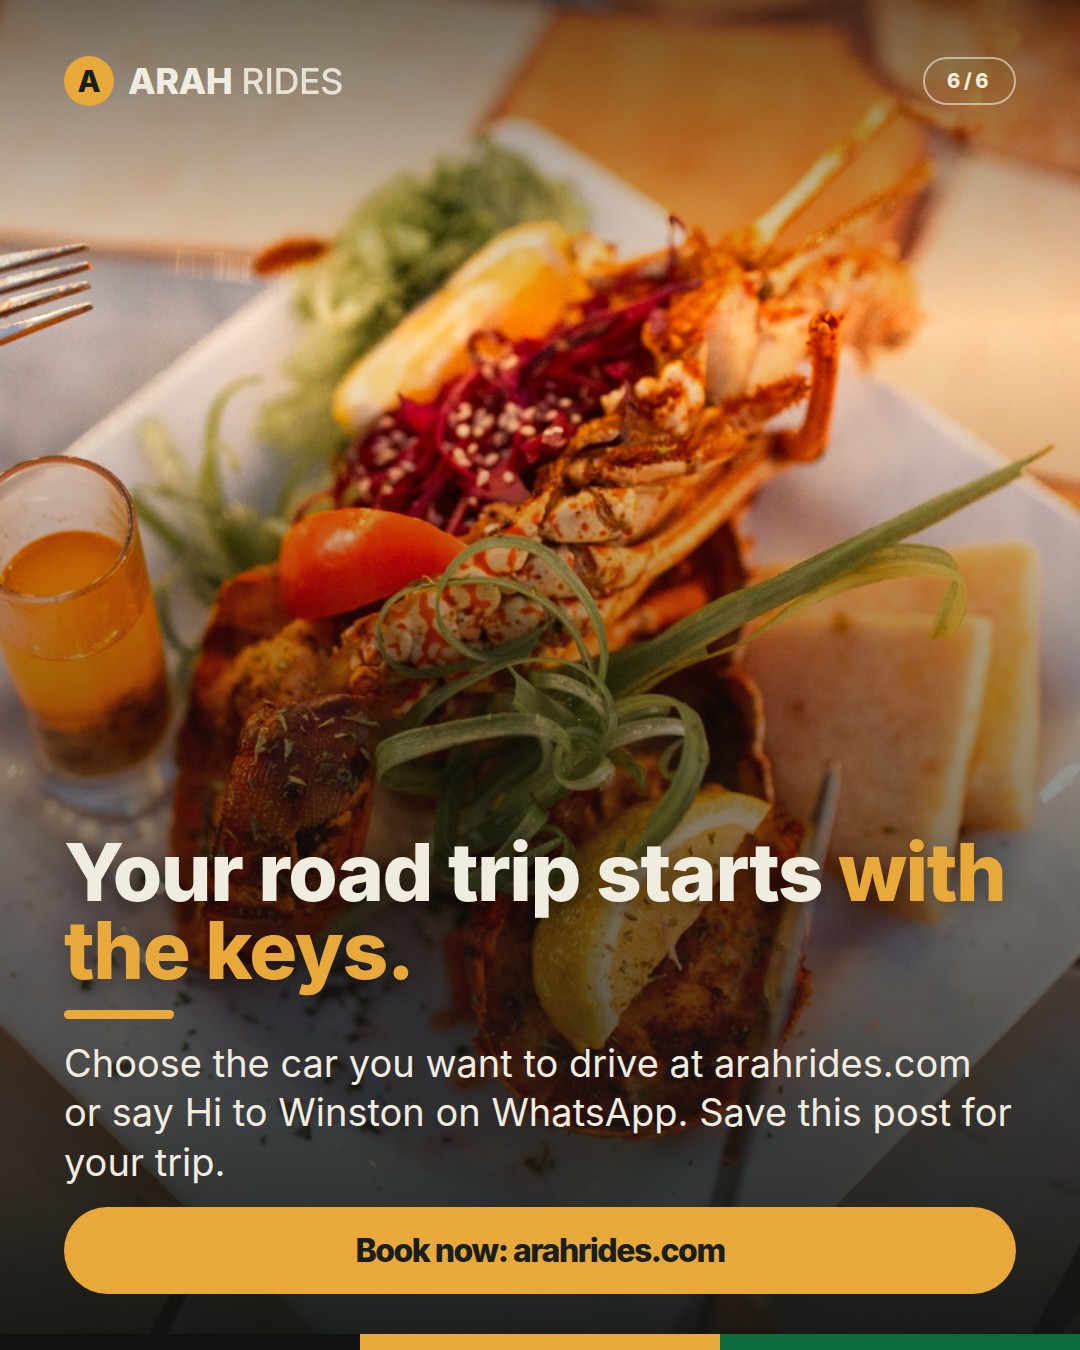 A ARAH RIDES
6/6
Your road trip starts with
the keys.
Choose the car you want to drive at arahrides.com
or say Hi to Winston on WhatsApp. Save this post for
your trip.
Book now: arahrides.com